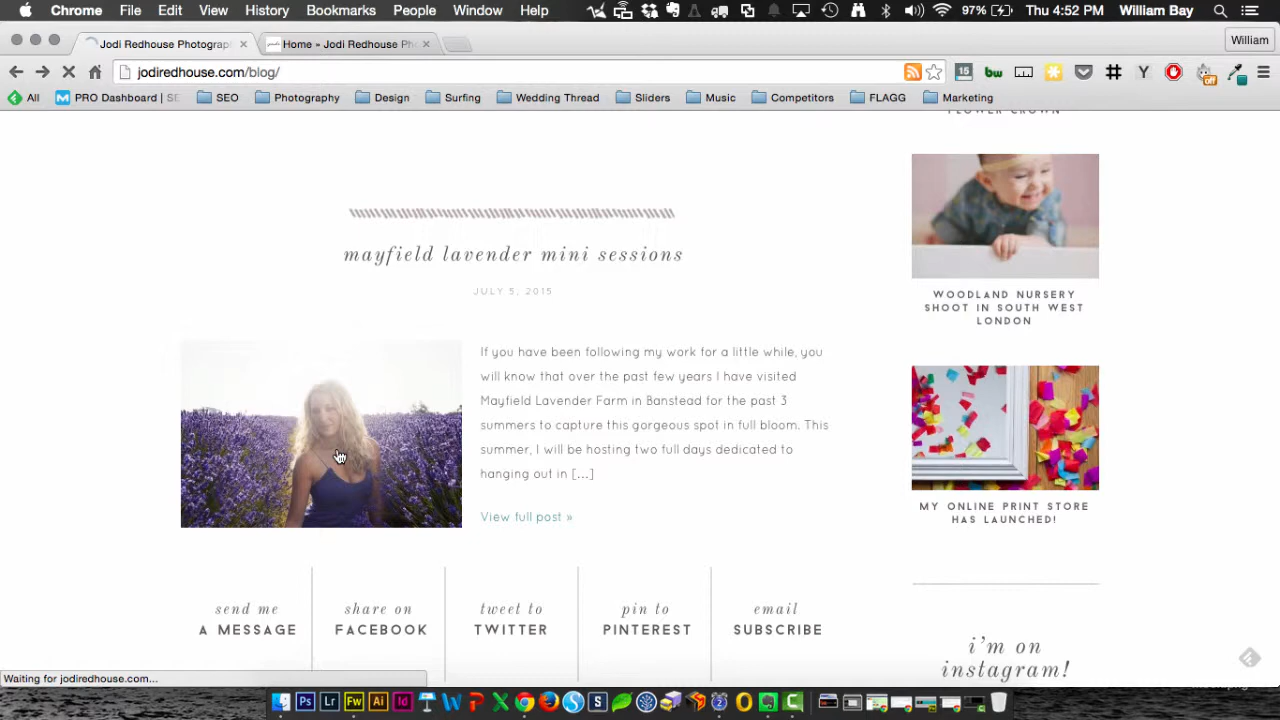 Chrome File Edit View History Bookmarks People Window Help 97% Thu 4:52 PM William Bay
Jodi Redhouse Photograp Home » Jodi Redhouse Ph William
jodiredhouse.com/blog/
All PRO Dashboard | SE SEO Photography Design Surfing Wedding Thread Sliders Music Competitors FLAGG Marketing
FLOWER CROWN
mayfield lavender mini sessions
JULY 5, 2015
If you have been following my work for a little while, you
will know that over the past few years I have visited
Mayfield Lavender Farm in Banstead for the past 3
summers to capture this gorgeous spot in full bloom. This
summer, I will be hosting two full days dedicated to
hanging out in […]
View full post »
send me
A MESSAGE
share on
FACEBOOK
tweet to
TWITTER
pin to
PINTEREST
email
SUBSCRIBE
WOODLAND NURSERY
SHOOT IN SOUTH WEST
LONDON
MY ONLINE PRINT STORE
HAS LAUNCHED!
i'm on
instagram!
Waiting for jodiredhouse.com...